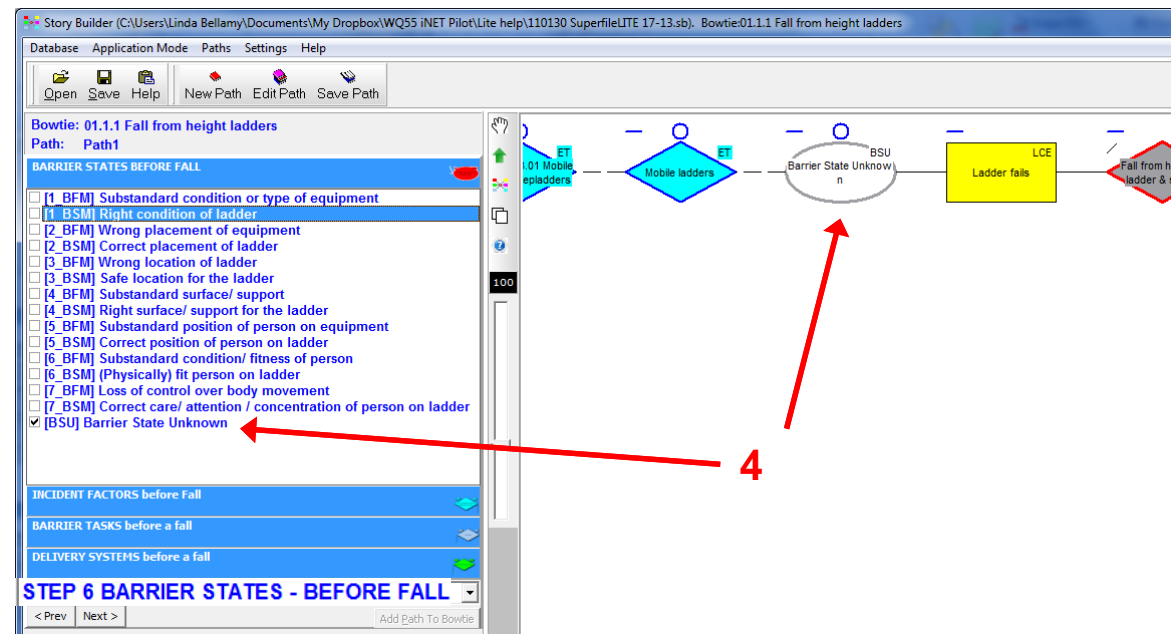 Story Builder (C:\Users\Linda Bellamy\Documents\My Dropbox\WQ55 iNET Pilot\Lite help\110130 SuperfileLITE 17-13.sb). Bowtie:01.1.1 Fall from height ladders
Database Application Mode Paths Settings Help
Open Save Help New Path Edit Path Save Path
Bowtie: 01.1.1 Fall from height ladders
Path: Path1
BARRIER STATES BEFORE FALL
[1_BFM] Substandard condition or type of equipment
[1_BSM] Right condition of ladder
[2_BFM] Wrong placement of equipment
[2_BSM] Correct placement of ladder
[3_BFM] Wrong location of ladder
[3_BSM] Safe location for the ladder
[4_BFM] Substandard surface/ support
[4_BSM] Right surface/ support for the ladder
[5_BFM] Substandard position of person on equipment
[5_BSM] Correct position of person on ladder
[6_BFM] Substandard condition/ fitness of person
[6_BSM] (Physically) fit person on ladder
[7_BFM] Loss of control over body movement
[7_BSM] Correct care/ attention / concentration of person on ladder
[BSU] Barrier State Unknown
INCIDENT FACTORS before Fall
BARRIER TASKS before a fall
DELIVERY SYSTEMS before a fall
STEP 6 BARRIER STATES - BEFORE FALL
< Prev Next > Add Path To Bowtie
100
ET
.01 Mobile
epladders
ET
Mobile ladders
BSU
Barrier State Unknow
n
LCE
Ladder fails
Fall from h
ladder &
4